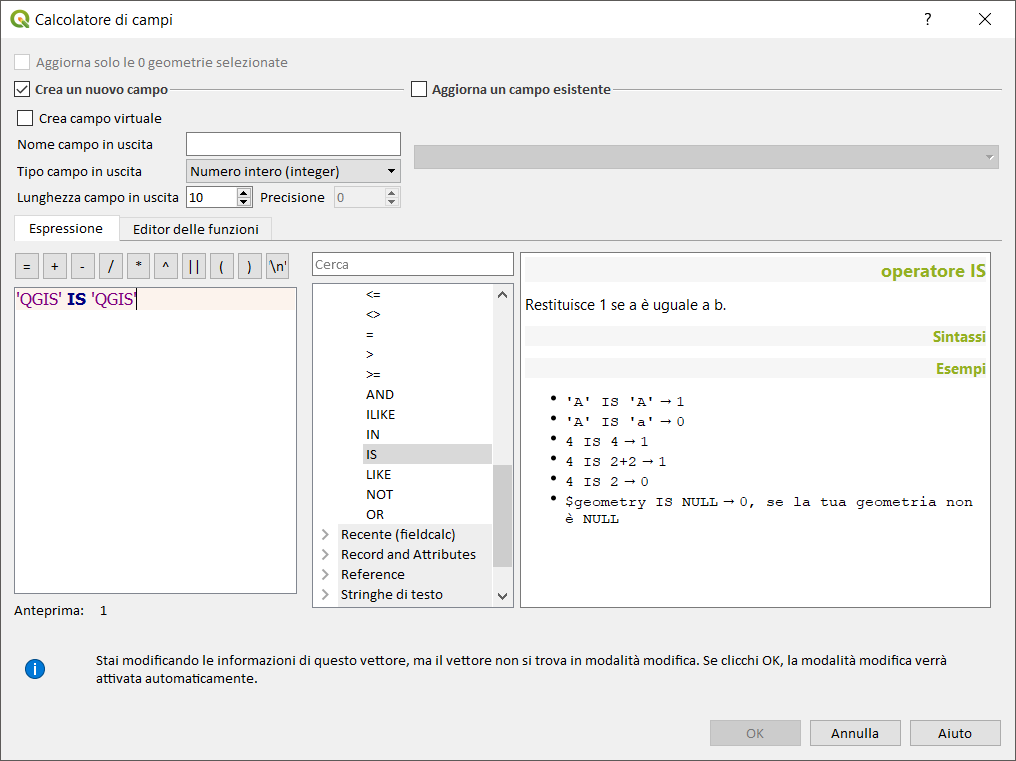 Calcolatore di campi
?
Aggiorna solo le 0 geometrie selezionate
Crea un nuovo campo
Aggiorna un campo esistente
Crea campo virtuale
Nome campo in uscita
Tipo campo in uscita
Numero intero (integer)
Lunghezza campo in uscita
10
Precisione
0
Espressione
Editor delle funzioni
= + - / * ^ || ( ) '\n'
'QGIS' IS 'QGIS'
Anteprima: 1
Cerca
<=
<>
=
>
>=
AND
ILIKE
IN
IS
LIKE
NOT
OR
Recente (fieldcalc)
Record and Attributes
Reference
Stringhe di testo
operatore IS
Restituisce 1 se a è uguale a b.
Sintassi
Esempi
• 'A' IS 'A' → 1
• 'A' IS 'a' → 0
• 4 IS 4 → 1
• 4 IS 2+2 → 1
• 4 IS 2 → 0
• $geometry IS NULL → 0, se la tua geometria non
è NULL
Stai modificando le informazioni di questo vettore, ma il vettore non si trova in modalità modifica. Se clicchi OK, la modalità modifica verrà
attivata automaticamente.
OK
Annulla
Aiuto